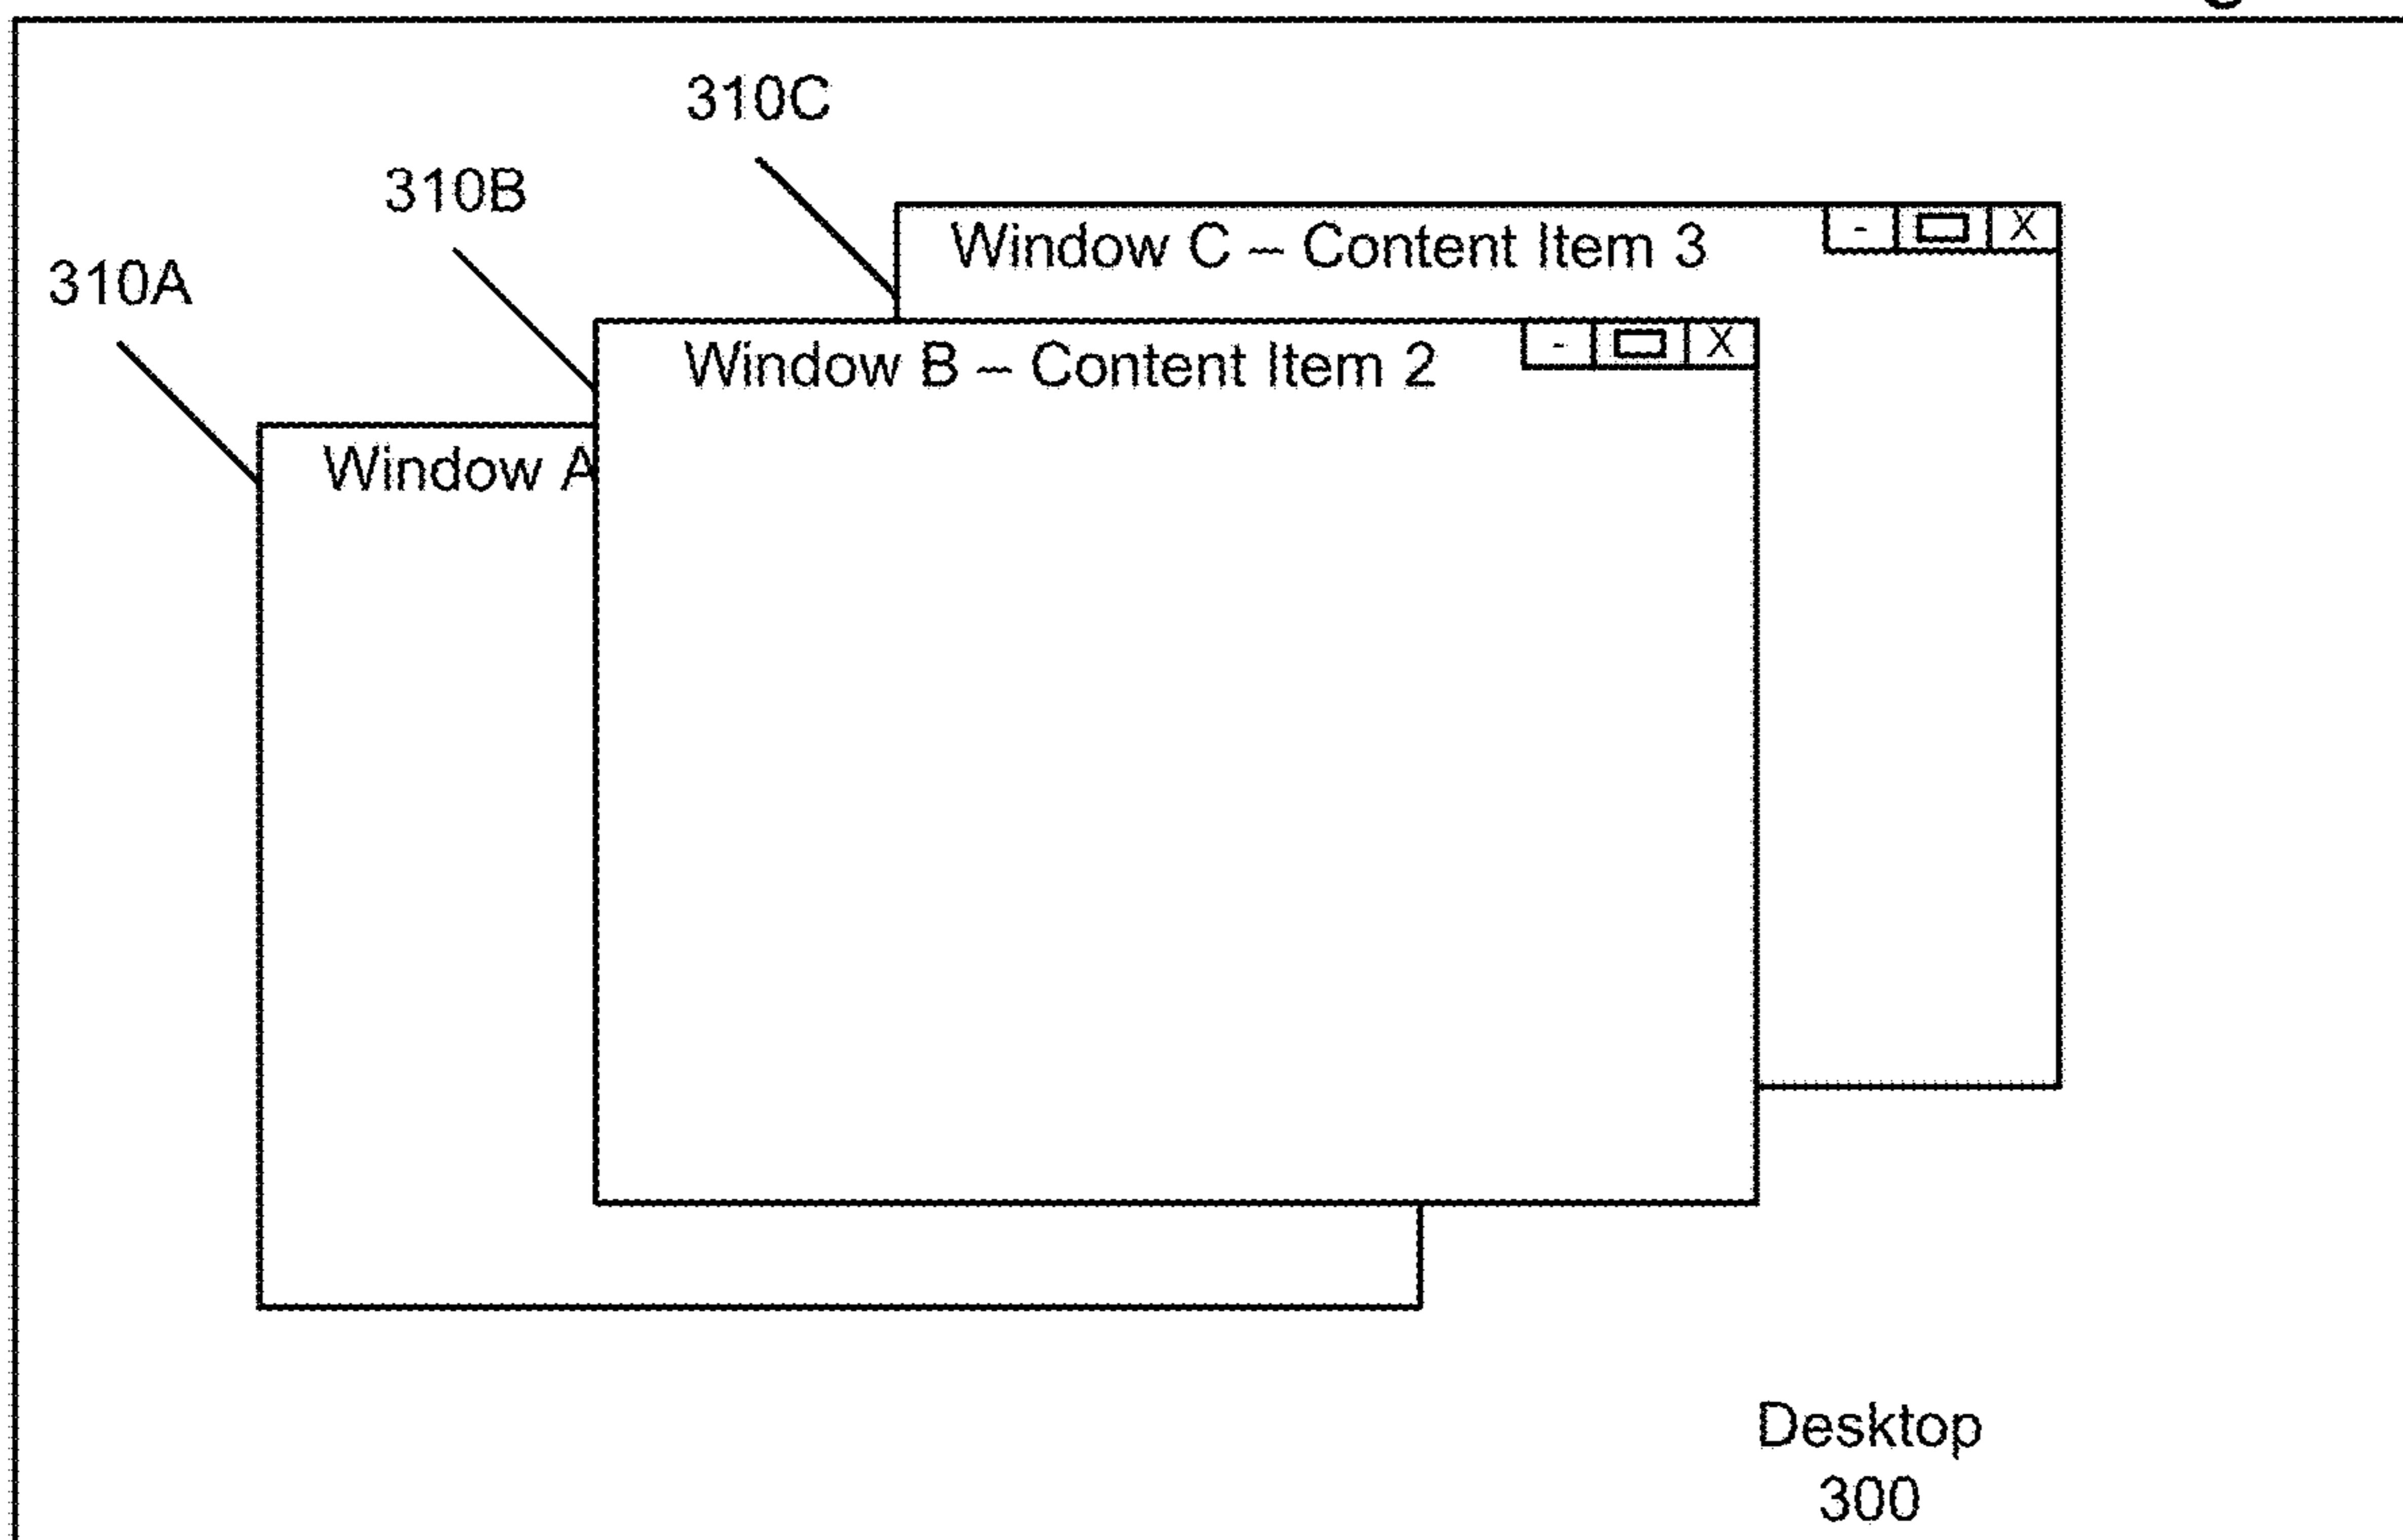 310C
310B
Window C -- Content Item 3
- X
310A
Window B -- Content Item 2
- X
Window A
Desktop
300